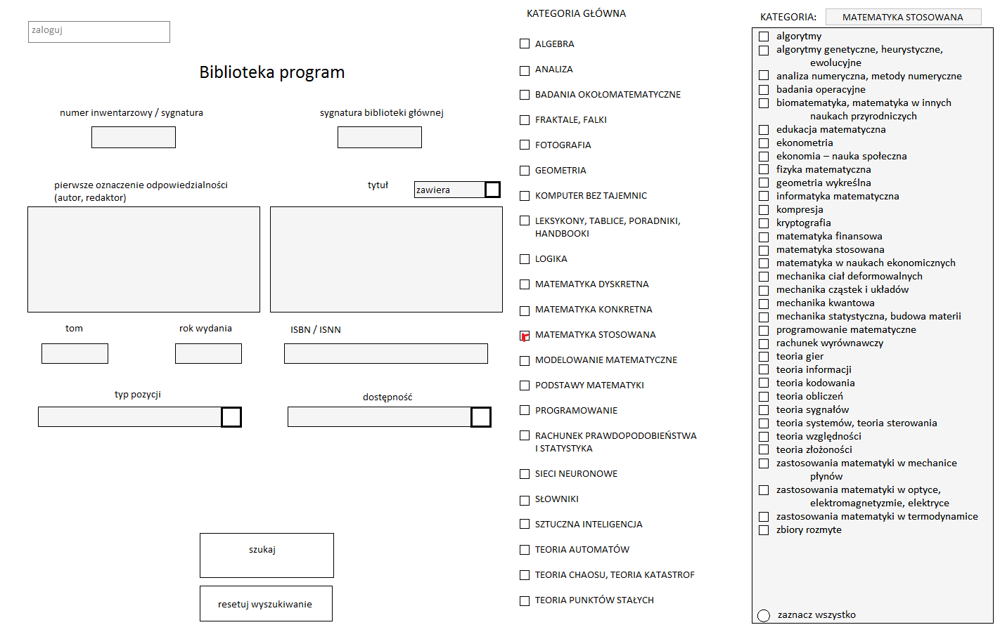 zaloguj
Biblioteka program
numer inwentarzowy / sygnatura
sygnatura biblioteki głównej
pierwsze oznaczenie odpowiedzialności
(autor, redaktor)
tytuł
zawiera
tom
rok wydania
ISBN / ISNN
typ pozycji
dostępność
szukaj
resetuj wyszukiwanie
KATEGORIA GŁÓWNA
ALGEBRA
ANALIZA
BADANIA OKOŁOMATEMATYCZNE
FRAKTALE, FALKI
FOTOGRAFIA
GEOMETRIA
KOMPUTER BEZ TAJEMNIC
LEKSYKONY, TABLICE, PORADNIKI,
HANDBOOKI
LOGIKA
MATEMATYKA DYSKRETNA
MATEMATYKA KONKRETNA
MATEMATYKA STOSOWANA
MODELOWANIE MATEMATYCZNE
PODSTAWY MATEMATYKI
PROGRAMOWANIE
RACHUNEK PRAWDOPODOBIEŃSTWA
I STATYSTYKA
SIECI NEURONOWE
SŁOWNIKI
SZTUCZNA INTELIGENCJA
TEORIA AUTOMATÓW
TEORIA CHAOSU, TEORIA KATASTROF
TEORIA PUNKTÓW STAŁYCH
KATEGORIA:
MATEMATYKA STOSOWANA
algorytmy
algorytmy genetyczne, heurystyczne,
ewolucyjne
analiza numeryczna, metody numeryczne
badania operacyjne
biomatematyka, matematyka w innych
naukach przyrodniczych
edukacja matematyczna
ekonometria
ekonomia – nauka społeczna
fizyka matematyczna
geometria wykreślna
informatyka matematyczna
kompresja
kryptografia
matematyka finansowa
matematyka stosowana
matematyka w naukach ekonomicznych
mechanika ciał deformowalnych
mechanika cząstek i układów
mechanika kwantowa
mechanika statystyczna, budowa materii
programowanie matematyczne
rachunek wyrównawczy
teoria gier
teoria informacji
teoria kodowania
teoria obliczeń
teoria sygnałów
teoria systemów, teoria sterowania
teoria względności
teoria złożoności
zastosowania matematyki w mechanice
płynów
zastosowania matematyki w optyce,
elektromagnetyzmie, elektryce
zastosowania matematyki w termodynamice
zbiory rozmyte
zaznacz wszystko